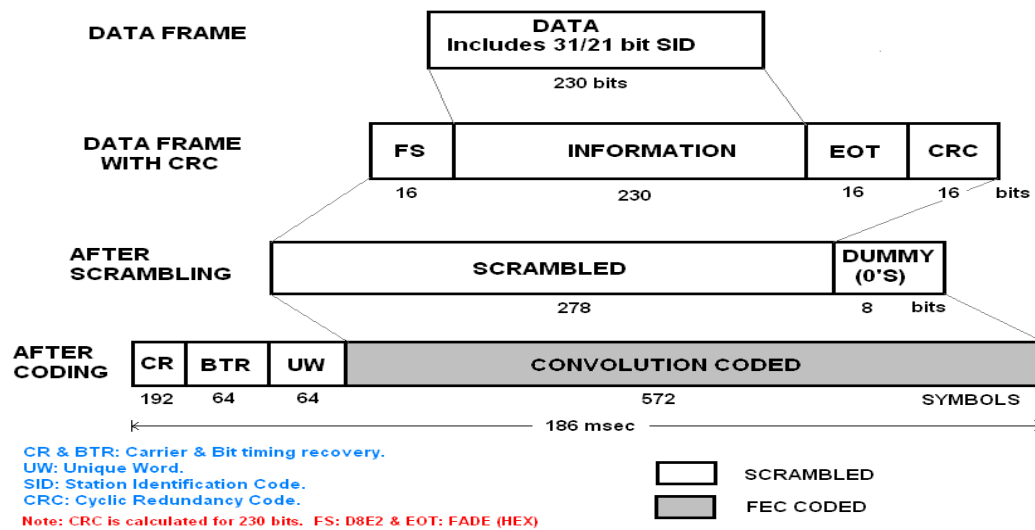 DATA FRAME
DATA
Includes 31/21 bit SID
230 bits
DATA FRAME
WITH CRC
FS
INFORMATION
EOT
CRC
16
230
16
16
bits
AFTER
SCRAMBLING
SCRAMBLED
DUMMY
(0'S)
278
8
bits
AFTER
CODING
CR
BTR
UW
CONVOLUTION CODED
192
64
64
572
SYMBOLS
186 msec
CR & BTR: Carrier & Bit timing recovery.
UW: Unique Word.
SID: Station Identification Code.
CRC: Cyclic Redundancy Code.
Note: CRC is calculated for 230 bits. FS: D8E2 & EOT: FADE (HEX)
SCRAMBLED
FEC CODED